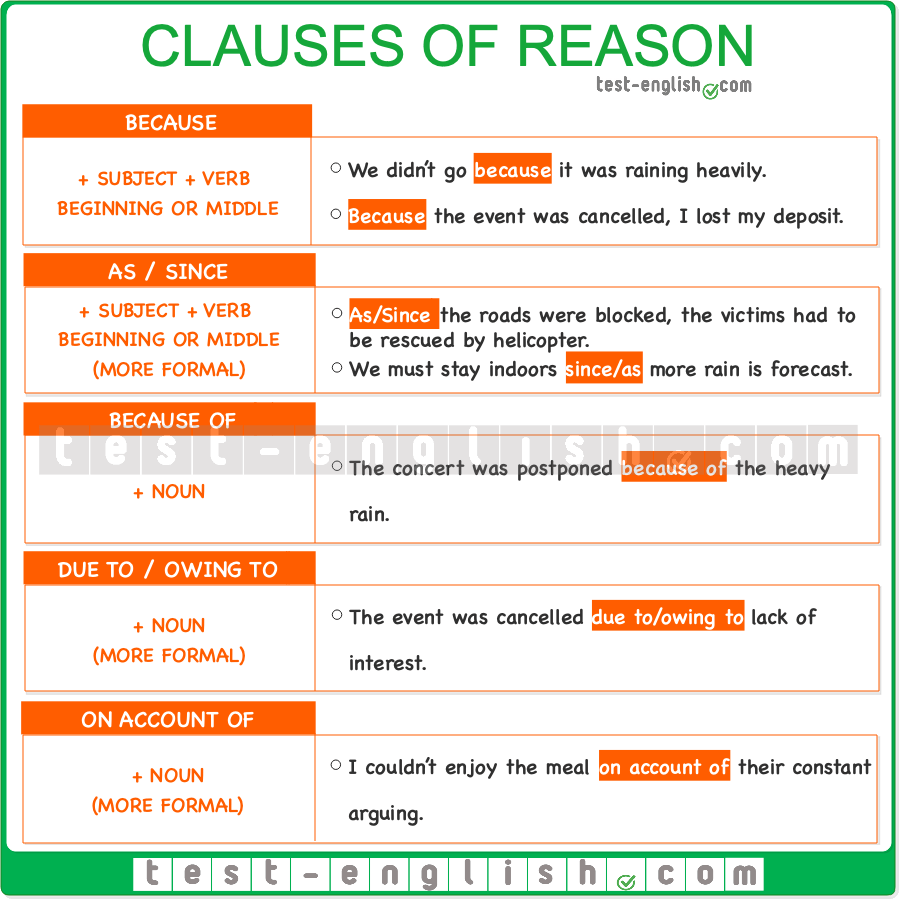 CLAUSES OF REASON
test-english.com
BECAUSE
+ SUBJECT + VERB
BEGINNING OR MIDDLE
We didn't go because it was raining heavily.
Because the event was cancelled, I lost my deposit.
AS / SINCE
+ SUBJECT + VERB
BEGINNING OR MIDDLE
(MORE FORMAL)
As/Since the roads were blocked, the victims had to
be rescued by helicopter.
We must stay indoors since/as more rain is forecast.
BECAUSE OF
test-english.com
+ NOUN
The concert was postponed because of the heavy
rain.
DUE TO / OWING TO
+ NOUN
(MORE FORMAL)
The event was cancelled due to/owing to lack of
interest.
ON ACCOUNT OF
+ NOUN
(MORE FORMAL)
I couldn't enjoy the meal on account of their constant
arguing.
test-english.com